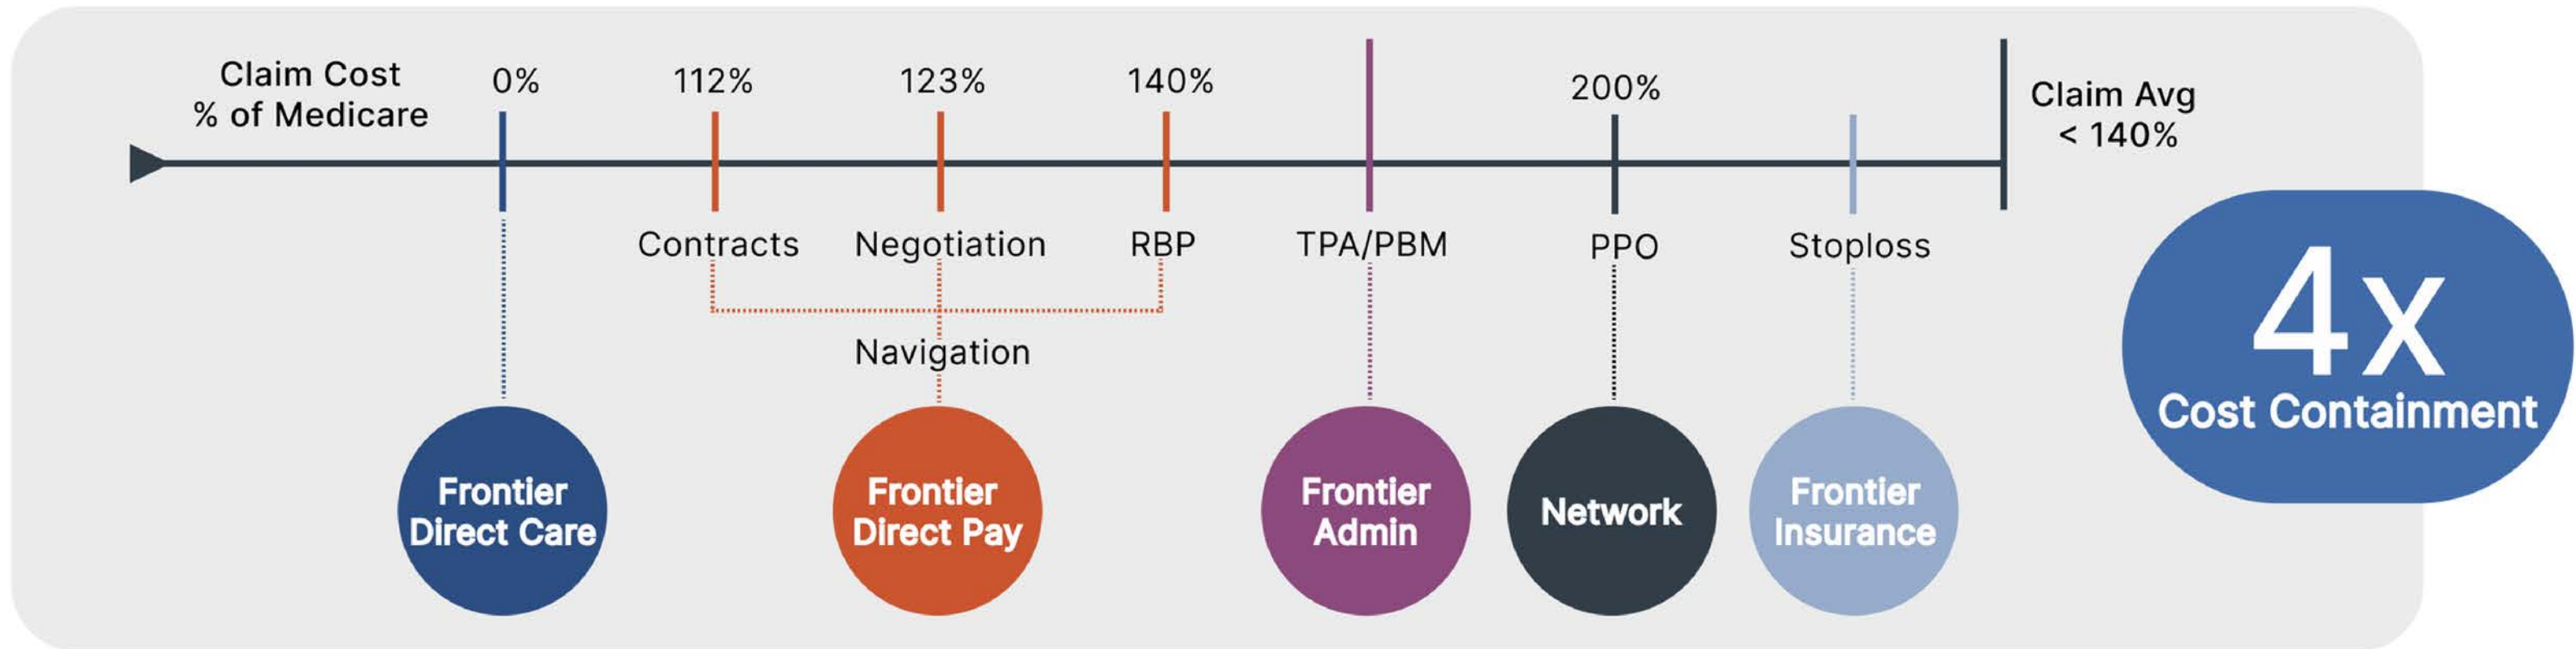 Claim Cost
% of Medicare
0%
112%
123%
140%
200%
Claim Avg
< 140%
Contracts
Negotiation
RBP
TPA/PBM
PPO
Stoploss
Navigation
4x
Cost Containment
Frontier
Direct Care
Frontier
Direct Pay
Frontier
Admin
Network
Frontier
Insurance